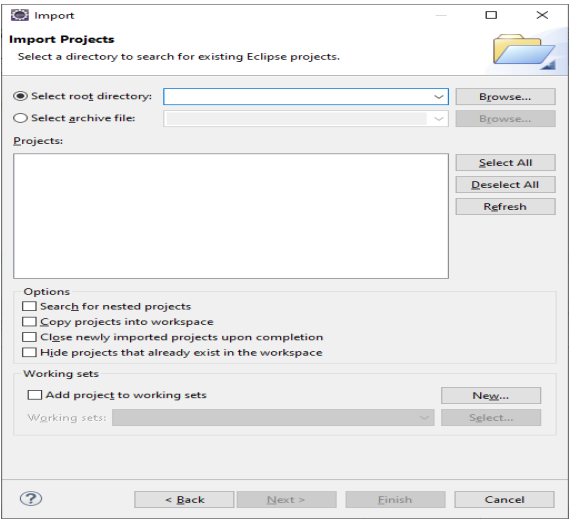 Import
Import Projects
Select a directory to search for existing Eclipse projects.
Select root directory:
Browse...
Select archive file:
Browse...
Projects:
Select All
Deselect All
Refresh
Options
Search for nested projects
Copy projects into workspace
Close newly imported projects upon completion
Hide projects that already exist in the workspace
Working sets
Add project to working sets
New...
Working sets:
Select...
?
< Back
Next >
Finish
Cancel